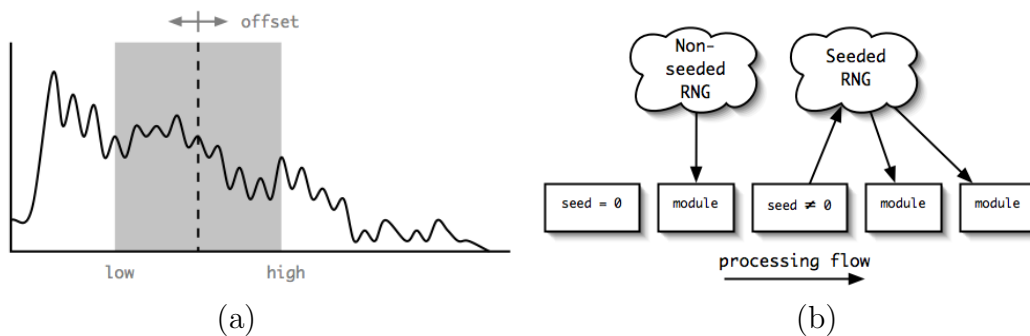 offset
low
high
(a)
Non-
seeded
RNG
Seeded
RNG
seed = 0
module
seed ≠ 0
module
module
processing flow
(b)